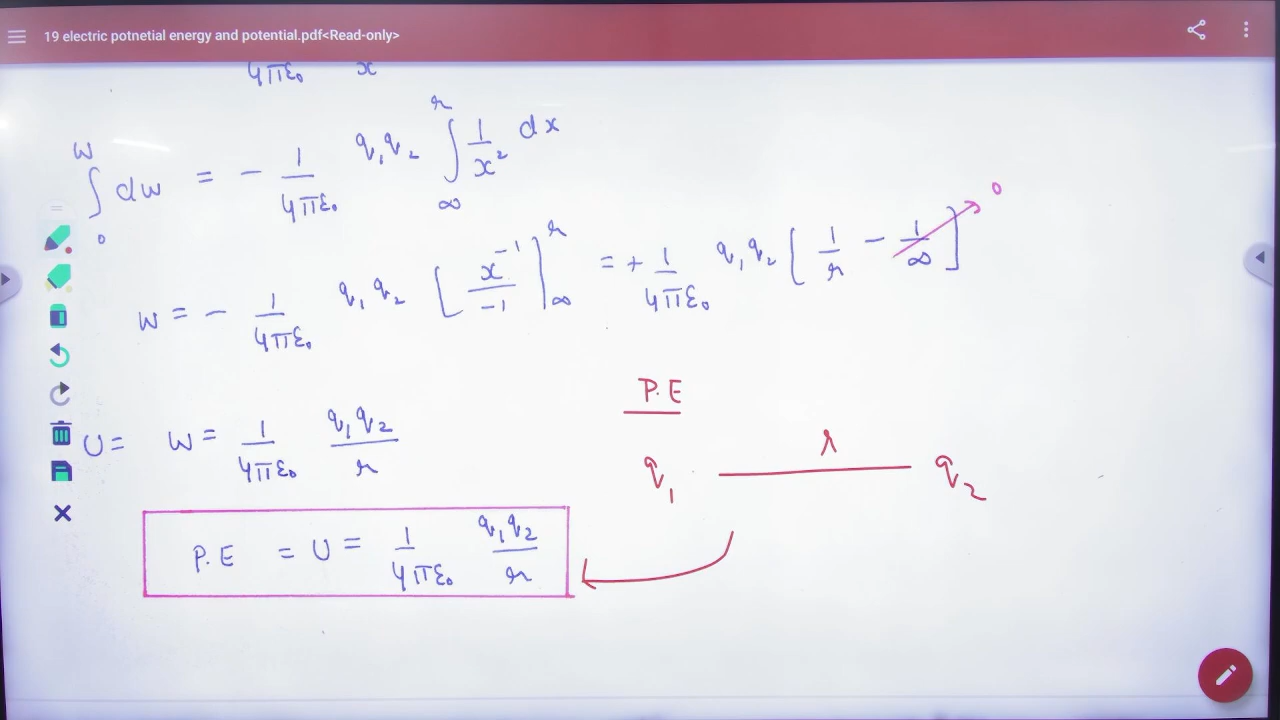 19 electric potnetial energy and potential.pdf<Read-only>
4πε₀ x
∫₀ᵂ dw = - 1/4πε₀ q₁q₂ ∫_∞^r 1/x² dx
W = - 1/4πε₀ q₁q₂ [x⁻¹/-1]_∞^r = + 1/4πε₀ q₁q₂ [1/r - 1/∞] 0
U = W = 1/4πε₀ q₁q₂/r
P.E
q₁ r q₂
P.E = U = 1/4πε₀ q₁q₂/r